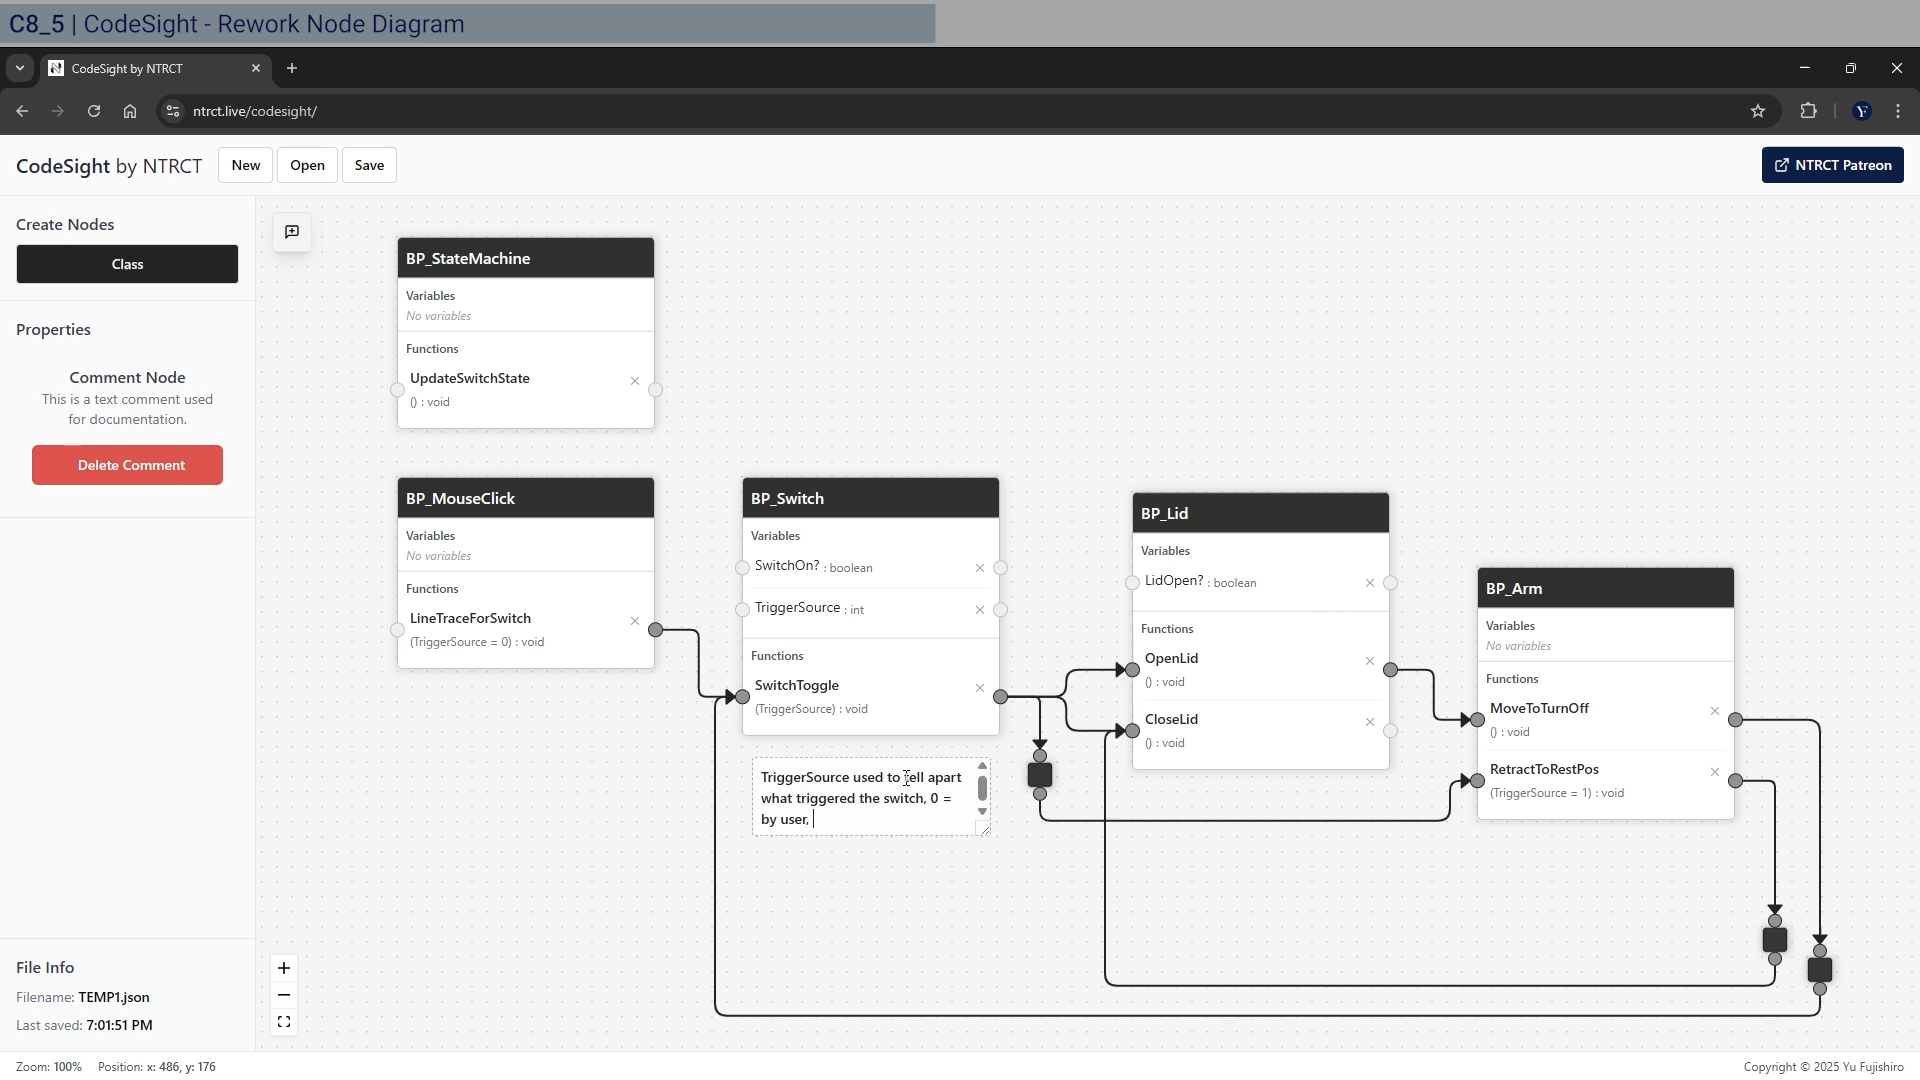 C8_5 | CodeSight - Rework Node Diagram
CodeSight by NTRCT
ntrct.live/codesight/
Y
CodeSight by NTRCT
New
Open
Save
NTRCT Patreon
Create Nodes
Class
Properties
Comment Node
This is a text comment used
for documentation.
Delete Comment
File Info
Filename: TEMP1.json
Last saved: 7:01:51 PM
BP_StateMachine
Variables
No variables
Functions
UpdateSwitchState
() : void
BP_MouseClick
Variables
No variables
Functions
LineTraceForSwitch
(TriggerSource = 0) : void
BP_Switch
Variables
SwitchOn? : boolean
TriggerSource : int
Functions
SwitchToggle
(TriggerSource) : void
TriggerSource used to tell apart
what triggered the switch, 0 =
by user,
BP_Lid
Variables
LidOpen? : boolean
Functions
OpenLid
() : void
CloseLid
() : void
BP_Arm
Variables
No variables
Functions
MoveToTurnOff
() : void
RetractToRestPos
(TriggerSource = 1) : void
Zoom: 100% Position: x: 486, y: 176
Copyright © 2025 Yu Fujishiro